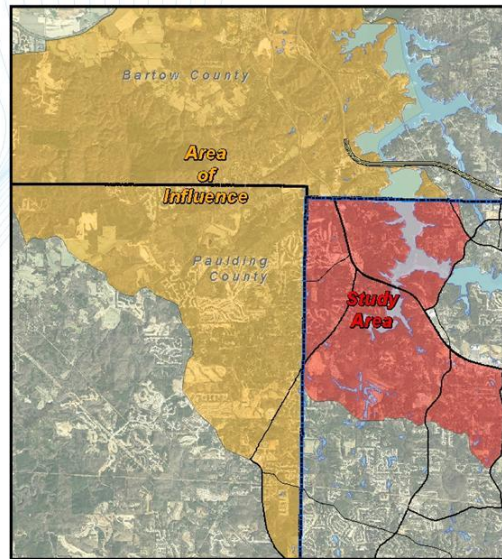 Bartow County
Area
of
Influence
Paulding
County
Study
Area